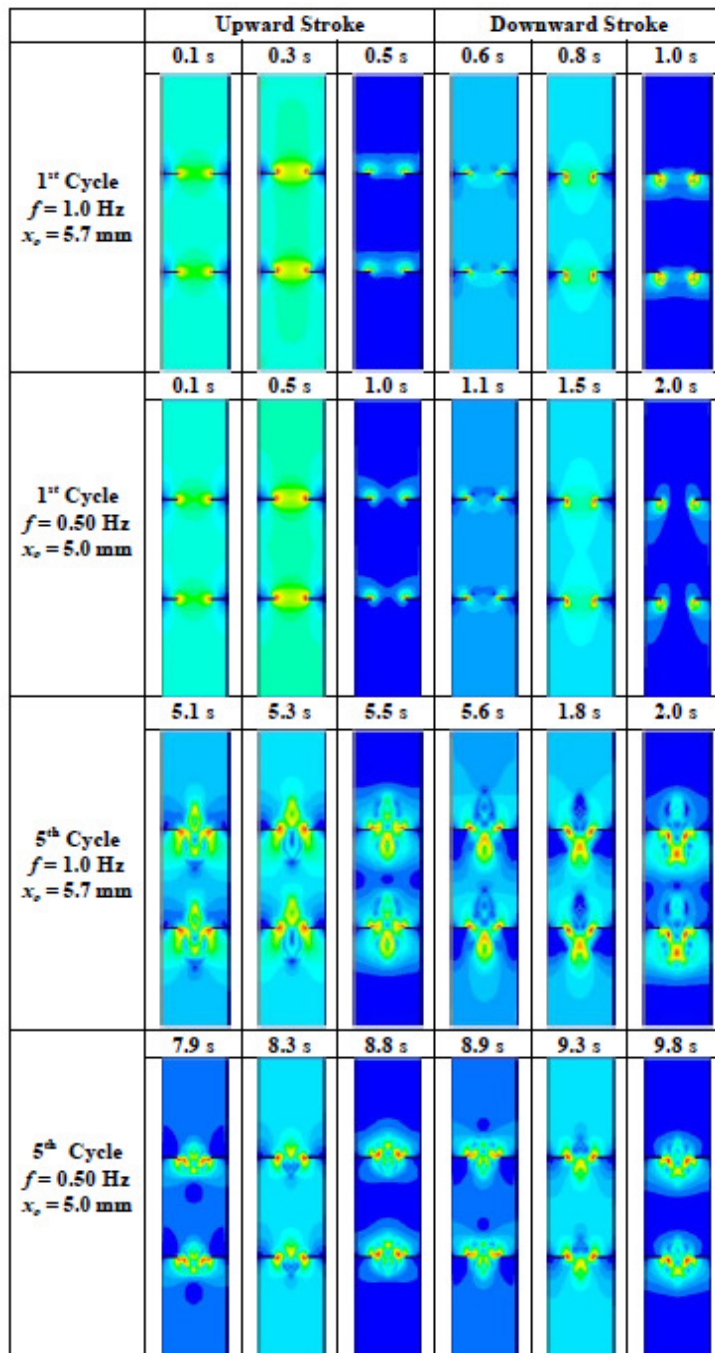 Upward Stroke Downward Stroke
0.1 s 0.3 s 0.5 s 0.6 s 0.8 s 1.0 s
1st Cycle
f = 1.0 Hz
xo = 5.7 mm
0.1 s 0.5 s 1.0 s 1.1 s 1.5 s 2.0 s
1st Cycle
f = 0.50 Hz
xo = 5.0 mm
5.1 s 5.3 s 5.5 s 5.6 s 1.8 s 2.0 s
5th Cycle
f = 1.0 Hz
xo = 5.7 mm
7.9 s 8.3 s 8.8 s 8.9 s 9.3 s 9.8 s
5th Cycle
f = 0.50 Hz
xo = 5.0 mm